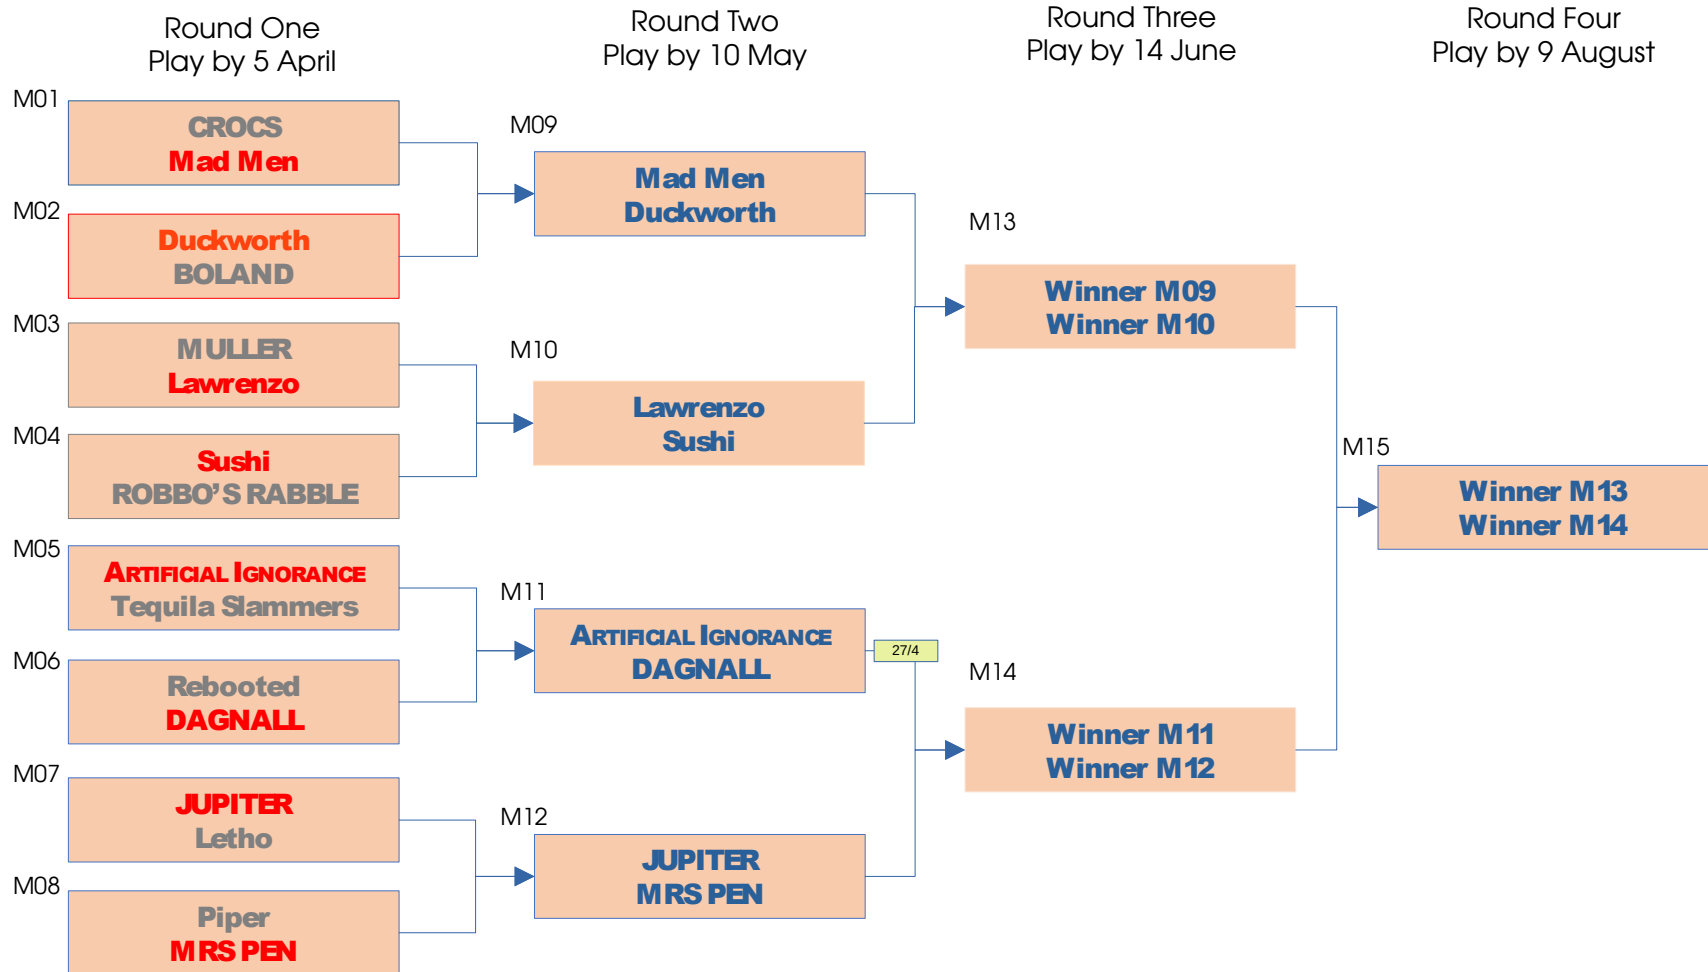 Round One
Play by 5 April
Round Two
Play by 10 May
Round Three
Play by 14 June
Round Four
Play by 9 August
M01
CROCS
Mad Men
M02
Duckworth
BOLAND
M03
MULLER
Lawrenzo
M04
Sushi
ROBBO'S RABBLE
M05
ARTIFICIAL IGNORANCE
Tequila Slammers
M06
Rebooted
DAGNALL
M07
JUPITER
Letho
M08
Piper
MRS PEN
M09
Mad Men
Duckworth
M10
Lawrenzo
Sushi
M11
ARTIFICIAL IGNORANCE
DAGNALL
27/4
M12
JUPITER
MRS PEN
M13
Winner M09
Winner M10
M14
Winner M11
Winner M12
M15
Winner M13
Winner M14